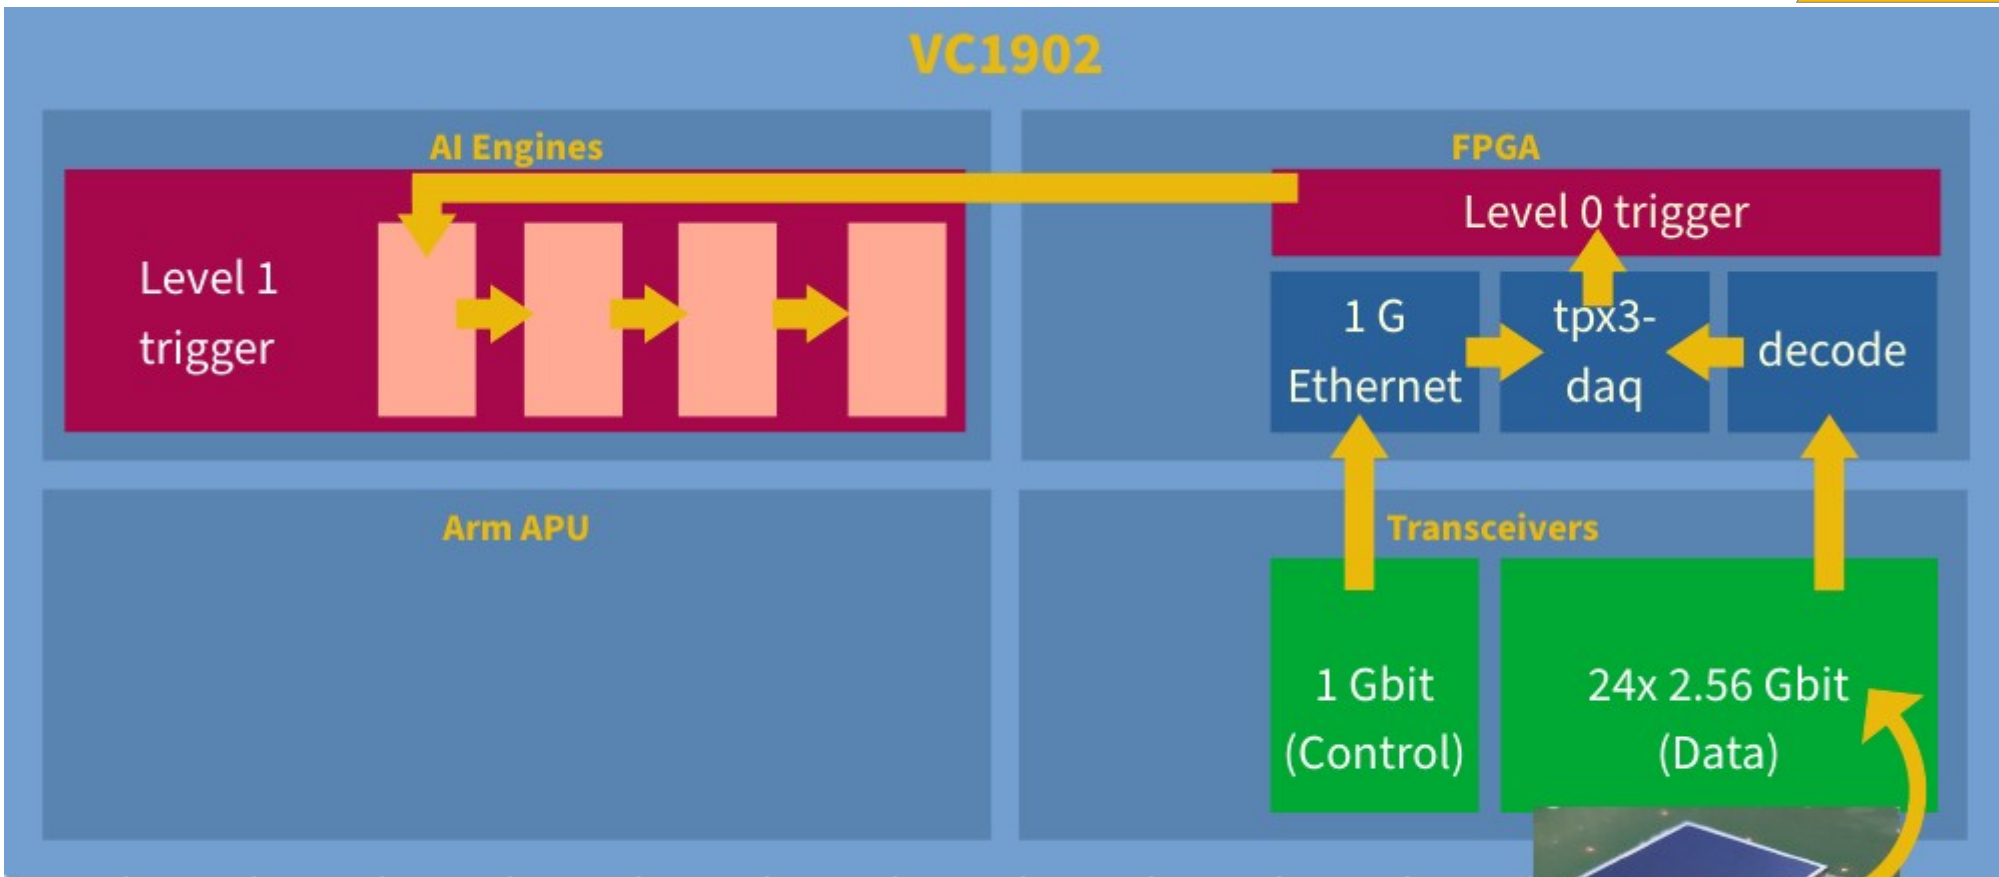 VC1902
AI Engines
Level 1
trigger
FPGA
Level 0 trigger
1 G
Ethernet
tpx3-
daq
decode
Arm APU
Transceivers
1 Gbit
(Control)
24x 2.56 Gbit
(Data)